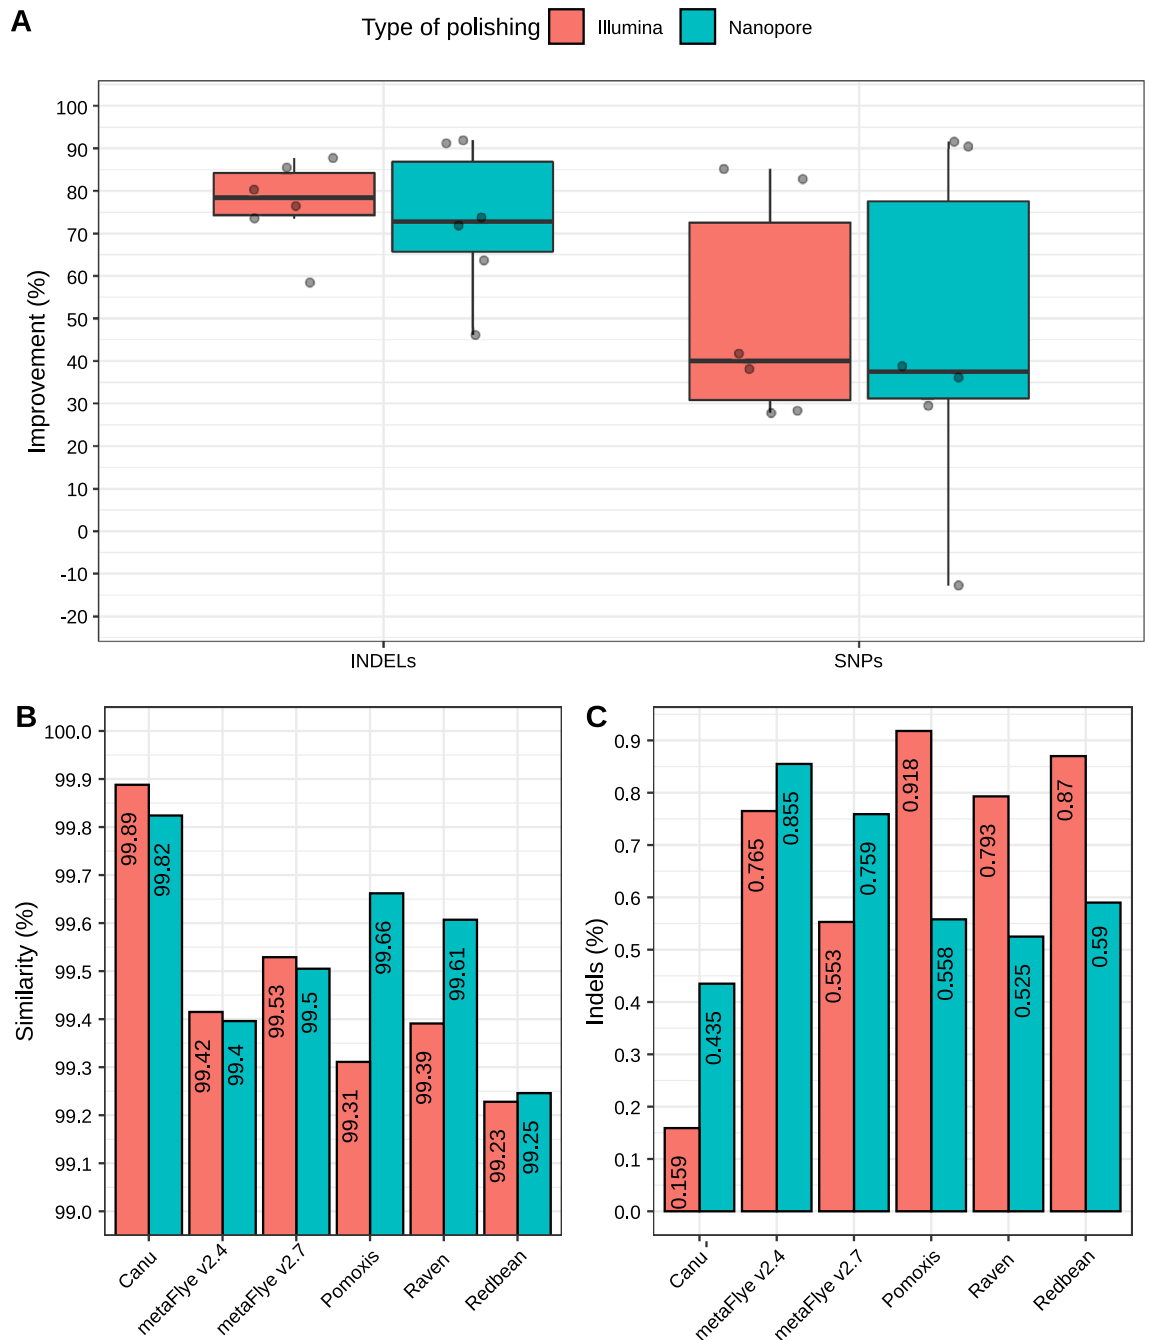 A
Type of polishing Illumina Nanopore
Improvement (%)
100
90
80
70
60
50
40
30
20
10
0
-10
-20
INDELs SNPs
B
Similarity (%)
100.0
99.9
99.8
99.7
99.6
99.5
99.4
99.3
99.2
99.1
99.0
99.89
99.82
99.42
99.4
99.53
99.5
99.31
99.66
99.39
99.61
99.23
99.25
Canu
metaFlye v2.4
metaFlye v2.7
Pomoxis
Raven
Redbean
C
Indels (%)
0.9
0.8
0.7
0.6
0.5
0.4
0.3
0.2
0.1
0.0
0.159
0.435
0.765
0.855
0.553
0.759
0.918
0.558
0.793
0.525
0.87
0.59
Canu
metaFlye v2.4
metaFlye v2.7
Pomoxis
Raven
Redbean